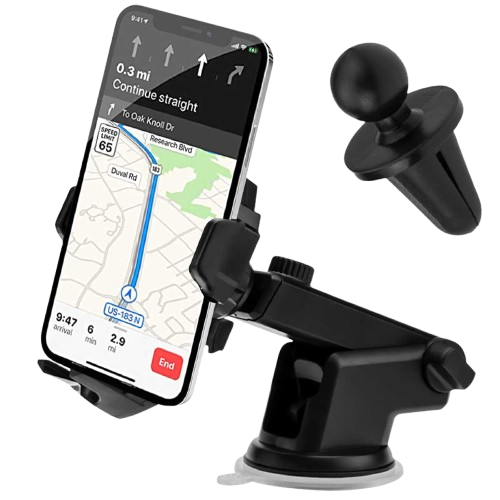 9:41
0.3 mi
Continue straight
To Oak Knoll Dr
SPEED
LIMIT
65
Research Blvd
183
Duval Rd
US-183 N
9:47
arrival
6
min
2.9
mi
End